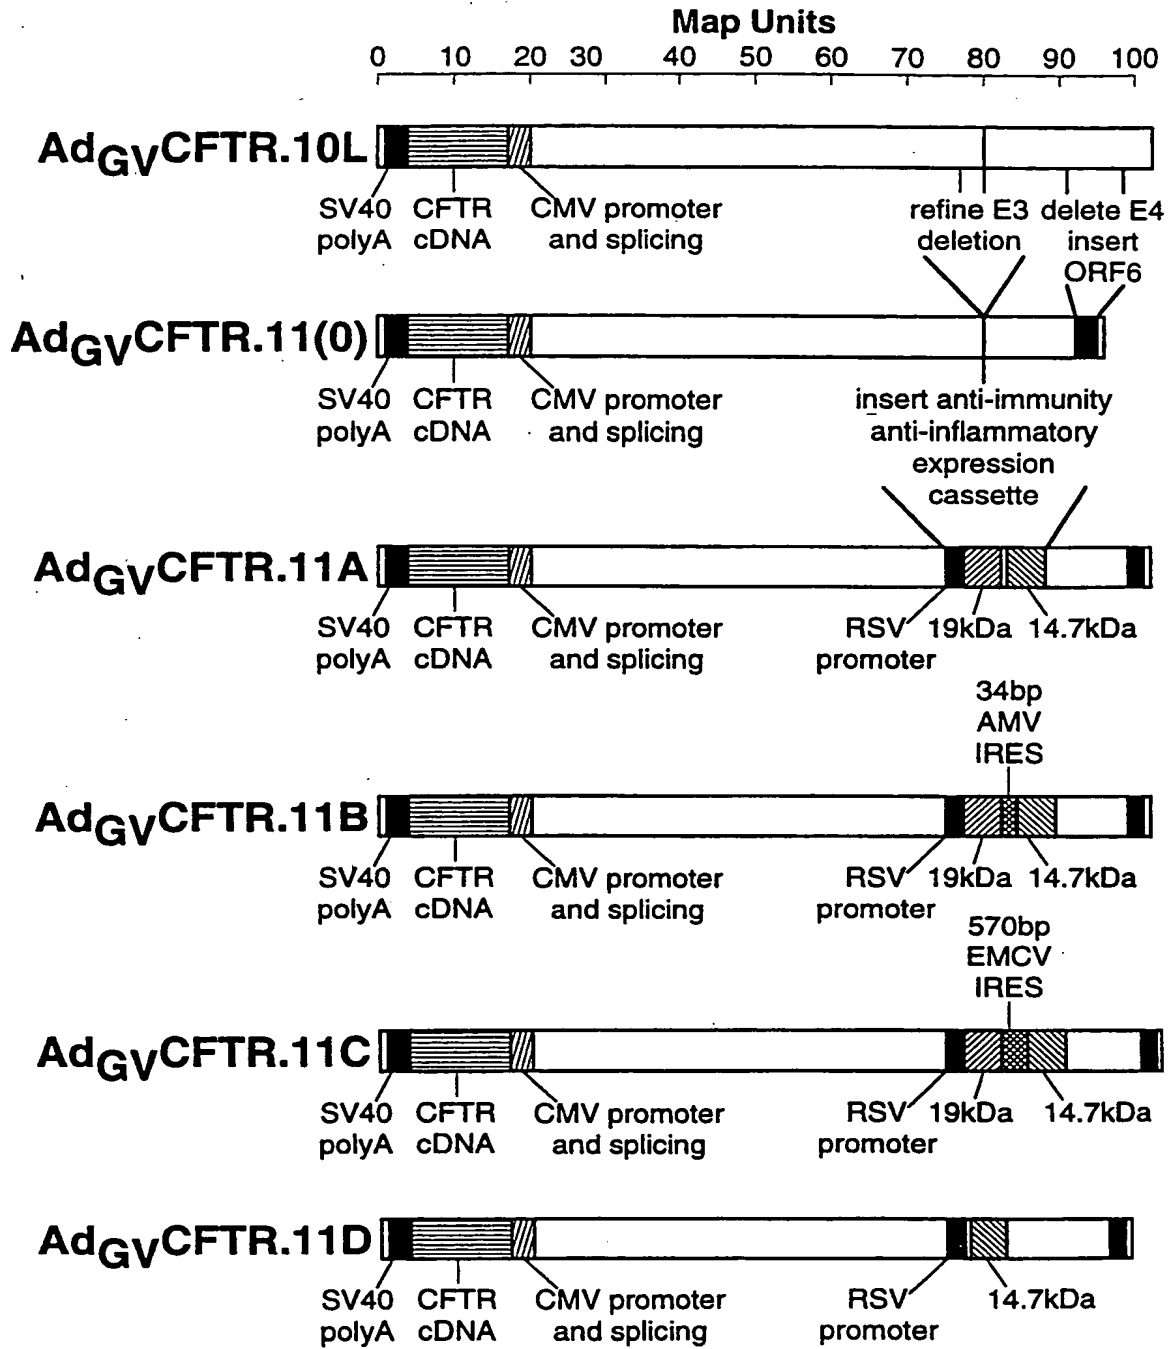 Map Units
0 10 20 30 40 50 60 70 80 90 100
AdGVCFTR.10L
SV40 CFTR CMV promoter refine E3 delete E4
polyA cDNA and splicing deletion insert
ORF6
AdGVCFTR.11(0)
SV40 CFTR CMV promoter insert anti-immunity
polyA cDNA and splicing anti-inflammatory
expression
cassette
AdGVCFTR.11A
SV40 CFTR CMV promoter RSV 19kDa 14.7kDa
polyA cDNA and splicing promoter
34bp
AMV
IRES
AdGVCFTR.11B
SV40 CFTR CMV promoter RSV 19kDa 14.7kDa
polyA cDNA and splicing promoter
570bp
EMCV
IRES
AdGVCFTR.11C
SV40 CFTR CMV promoter RSV 19kDa 14.7kDa
polyA cDNA and splicing promoter
AdGVCFTR.11D
SV40 CFTR CMV promoter RSV 14.7kDa
polyA cDNA and splicing promoter